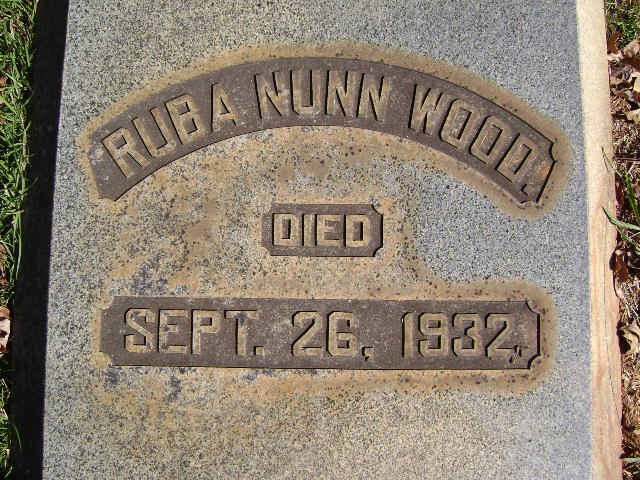 RUBA NUNN WOOD.
DIED
SEPT. 26, 1932.